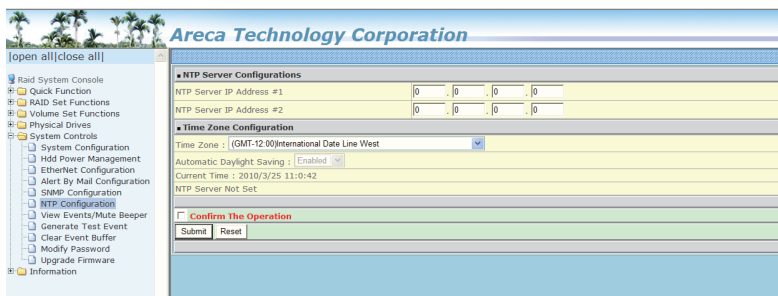 Areca Technology Corporation
|open all|close all|
Raid System Console
Quick Function
RAID Set Functions
Volume Set Functions
Physical Drives
System Controls
System Configuration
Hdd Power Management
EtherNet Configuration
Alert By Mail Configuration
SNMP Configuration
NTP Configuration
View Events/Mute Beeper
Generate Test Event
Clear Event Buffer
Modify Password
Upgrade Firmware
Information
NTP Server Configurations
NTP Server IP Address #1 0 . 0 . 0 . 0
NTP Server IP Address #2 0 . 0 . 0 . 0
Time Zone Configuration
Time Zone : (GMT-12:00)International Date Line West
Automatic Daylight Saving : Enabled
Current Time : 2010/3/25 11:0:42
NTP Server Not Set
Confirm The Operation
Submit Reset